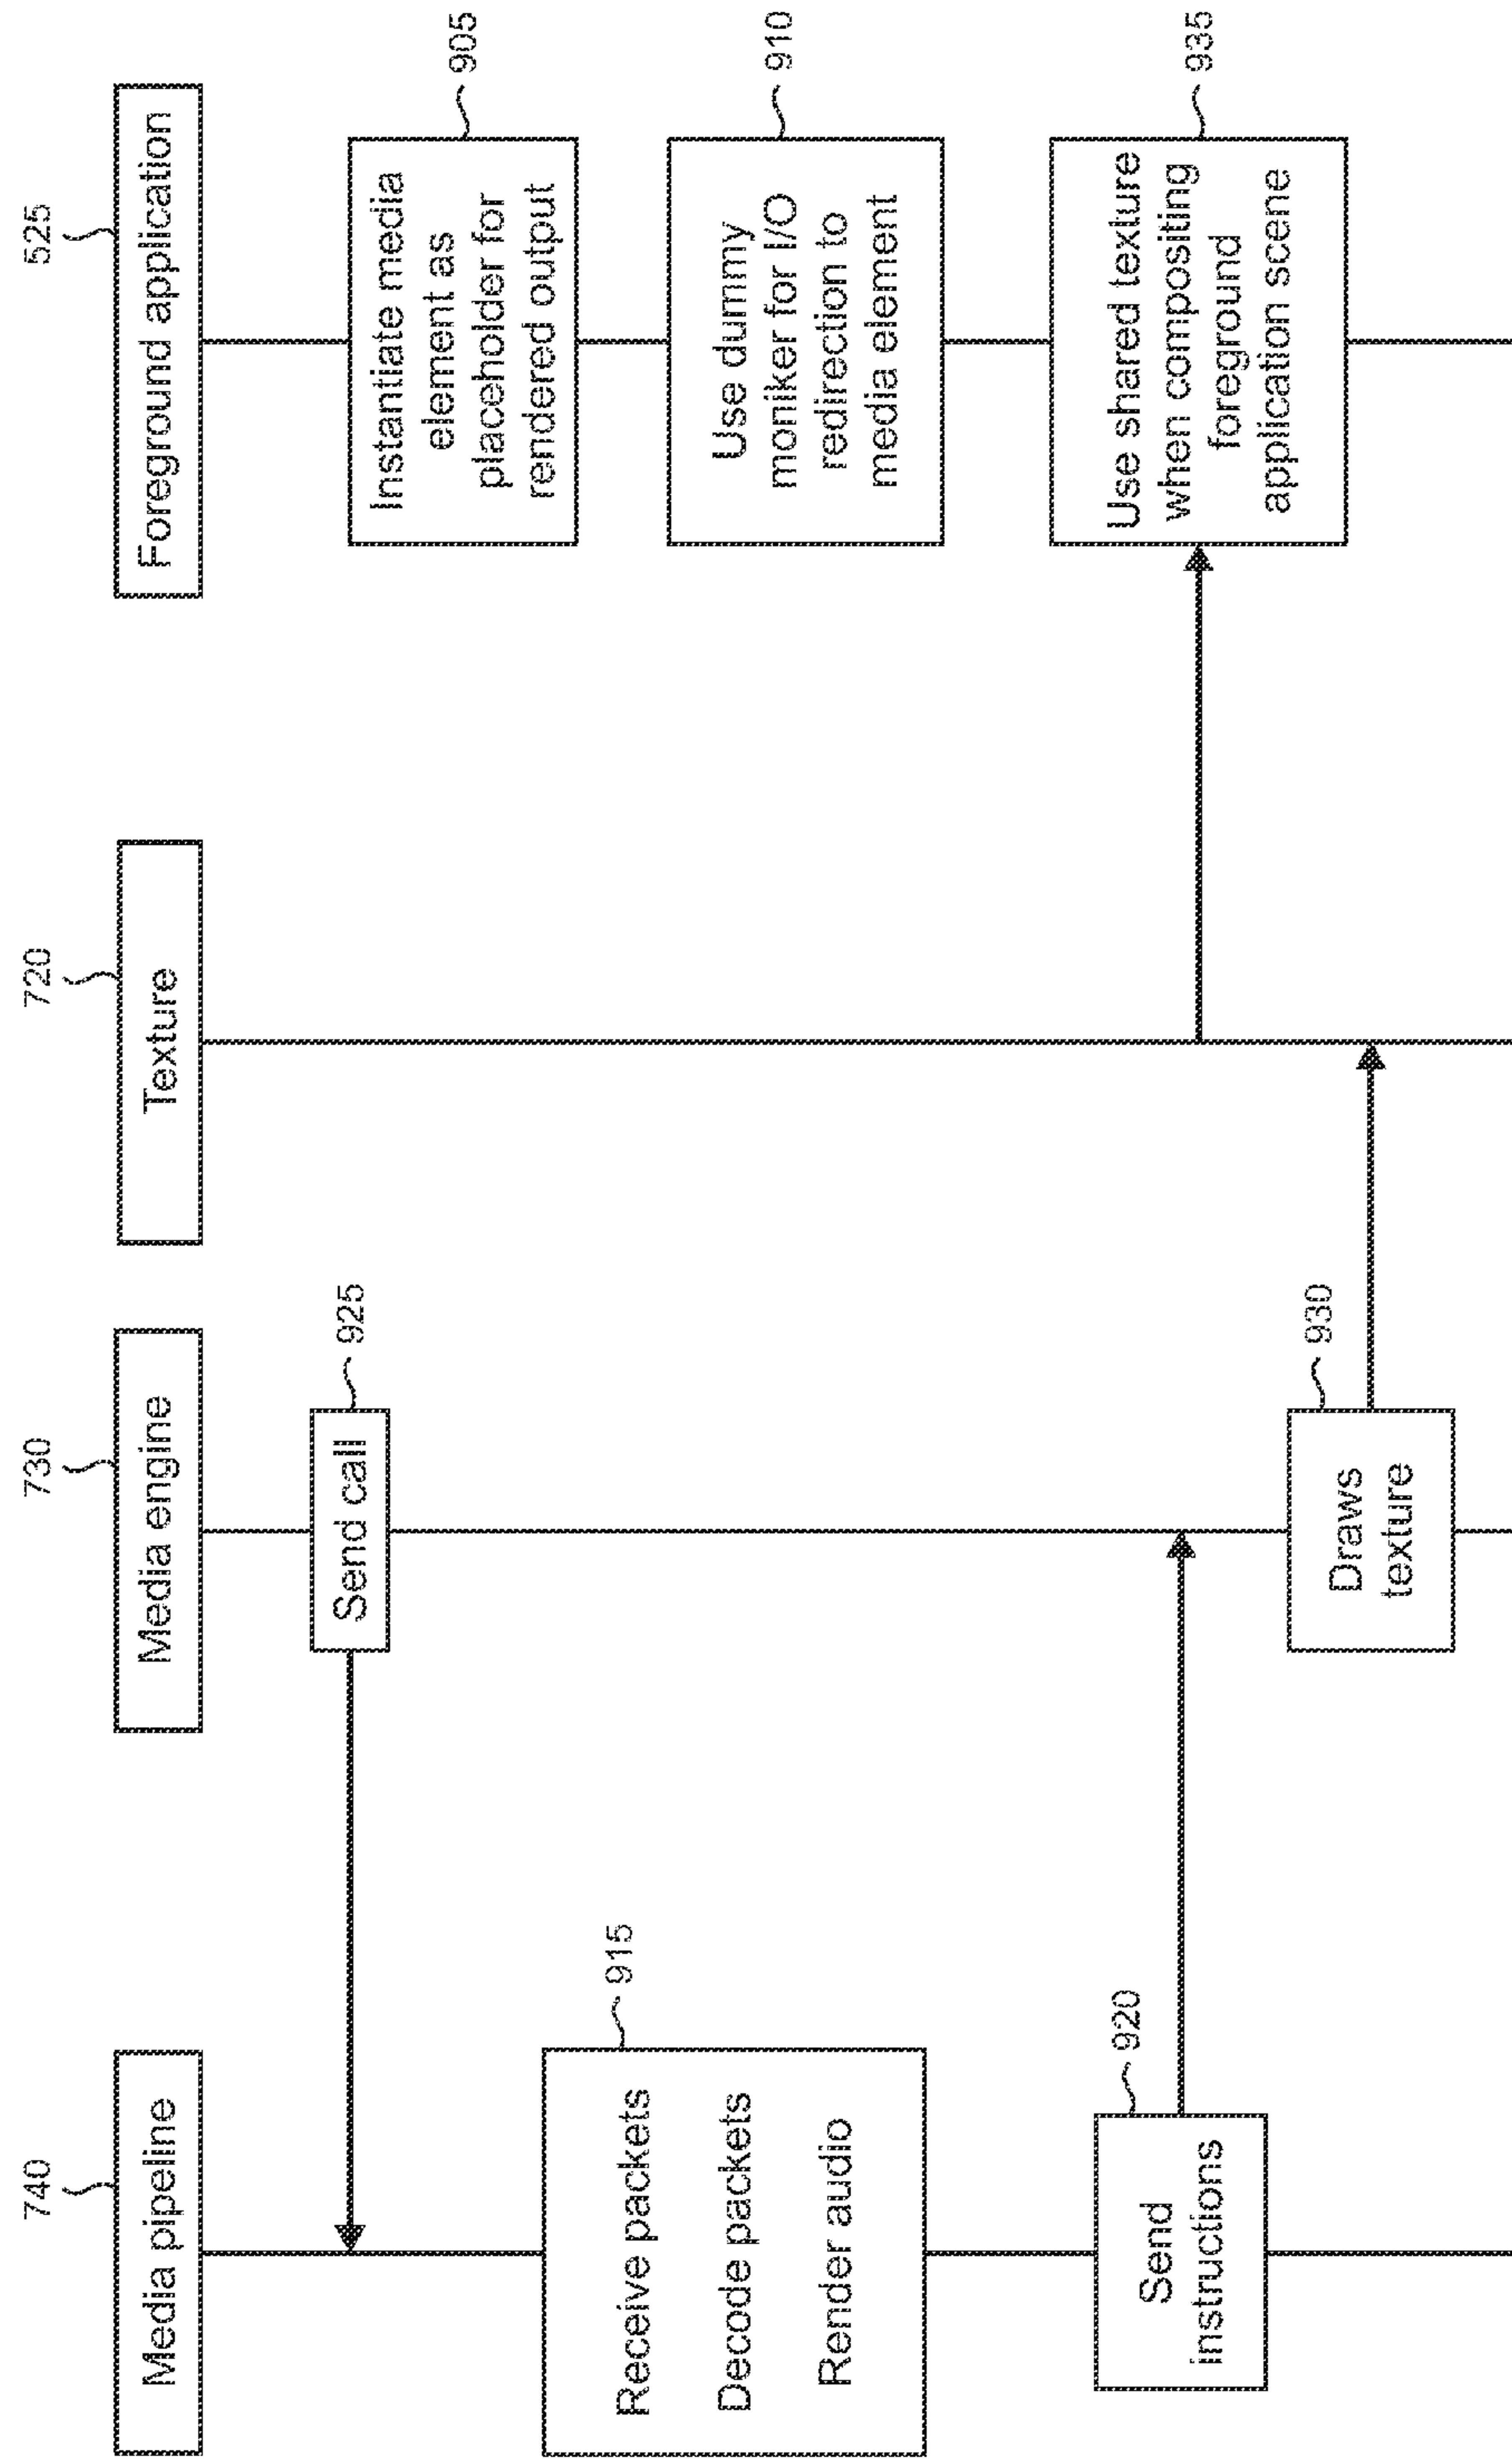 740
Media pipeline
730
Media engine
720
Texture
525
Foreground application
Send call
925
Instantiate media
element as
placeholder for
rendered output
905
Receive packets
Decode packets
Render audio
915
Use dummy
moniker for I/O
redirection to
media element
910
Send
instructions
920
Use shared texture
when compositing
foreground
application scene
935
Draws
texture
930